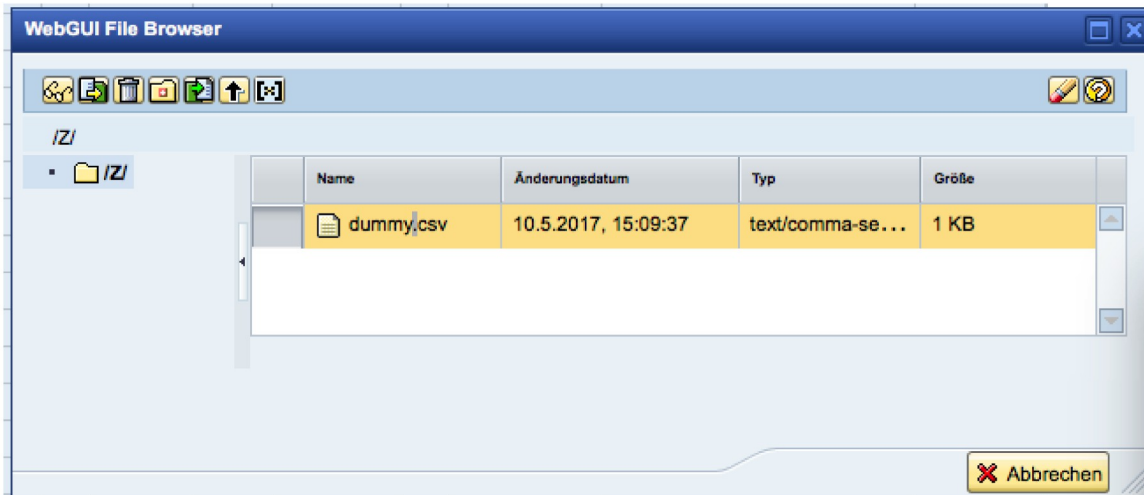 WebGUI File Browser
/Z/
/Z/
Name Änderungsdatum Typ Größe
dummy.csv 10.5.2017, 15:09:37 text/comma-se... 1 KB
Abbrechen